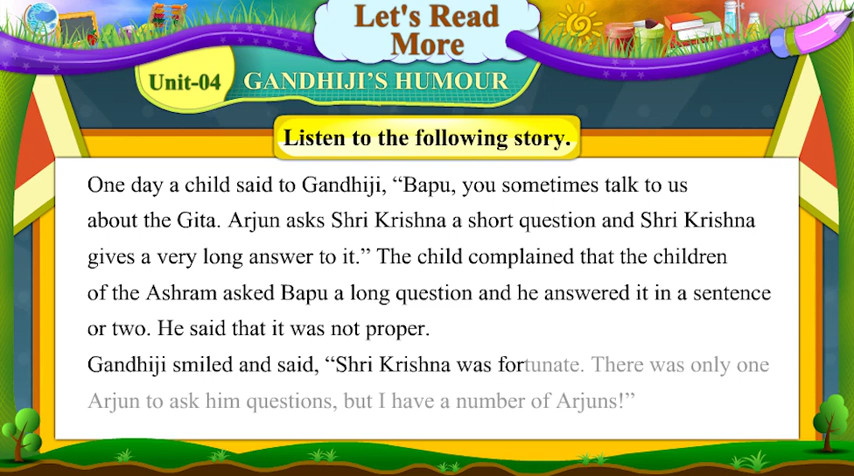 Let's Read
More
Unit-04 GANDHIJI'S HUMOUR
Listen to the following story.
One day a child said to Gandhiji, “Bapu, you sometimes talk to us
about the Gita. Arjun asks Shri Krishna a short question and Shri Krishna
gives a very long answer to it.” The child complained that the children
of the Ashram asked Bapu a long question and he answered it in a sentence
or two. He said that it was not proper.
Gandhiji smiled and said, “Shri Krishna was fortunate. There was only one
Arjun to ask him questions, but I have a number of Arjuns!”